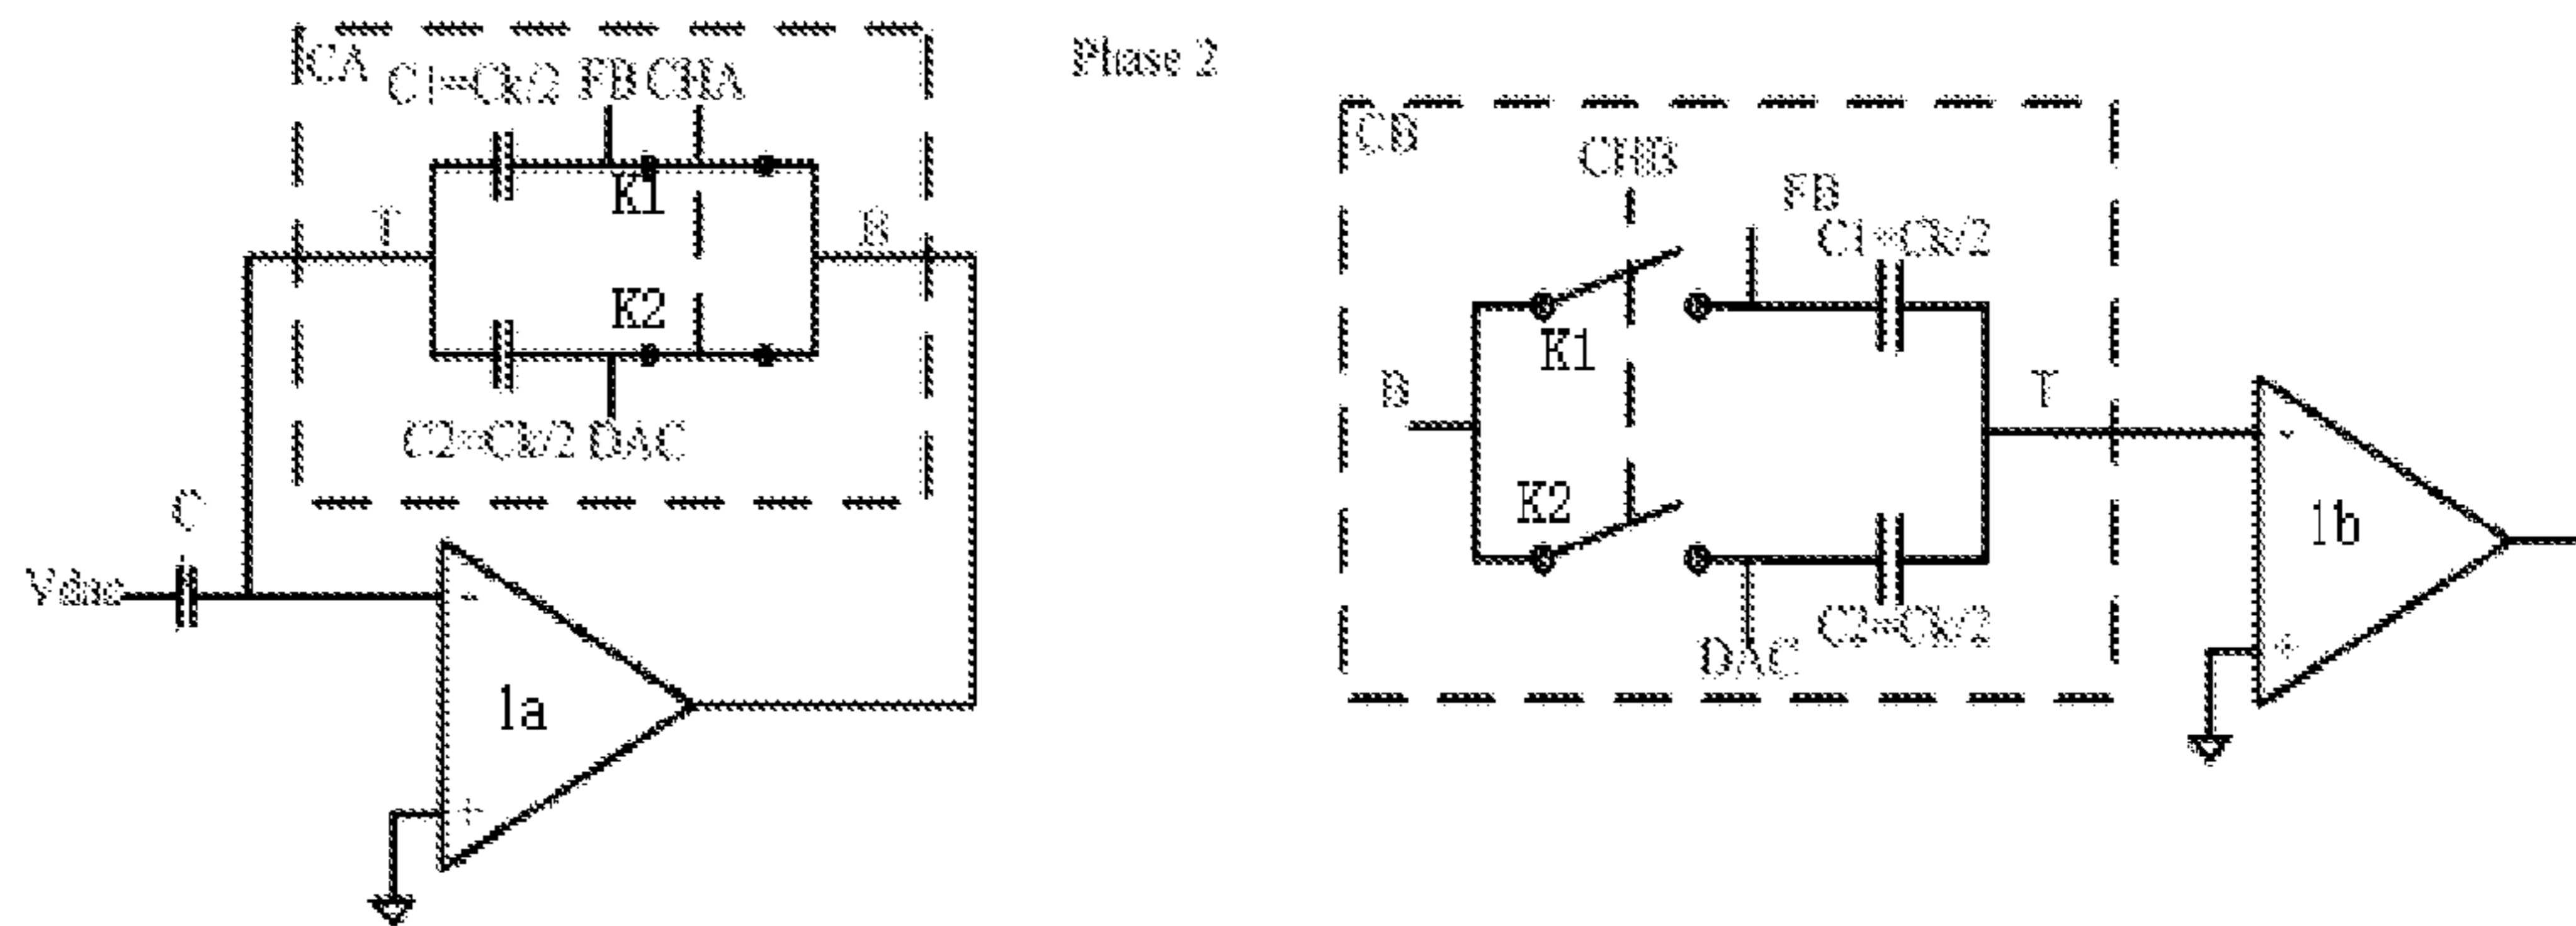 Phase 2
CA
C1=Ck/2 FB CHA
K1
T
B
K2
C2=Ck/2 DAC
C
Vdac
-
1a
+
CB
CHB
FB
C1=Ck/2
K1
B
T
K2
C2=Ck/2
DAC
-
1b
+